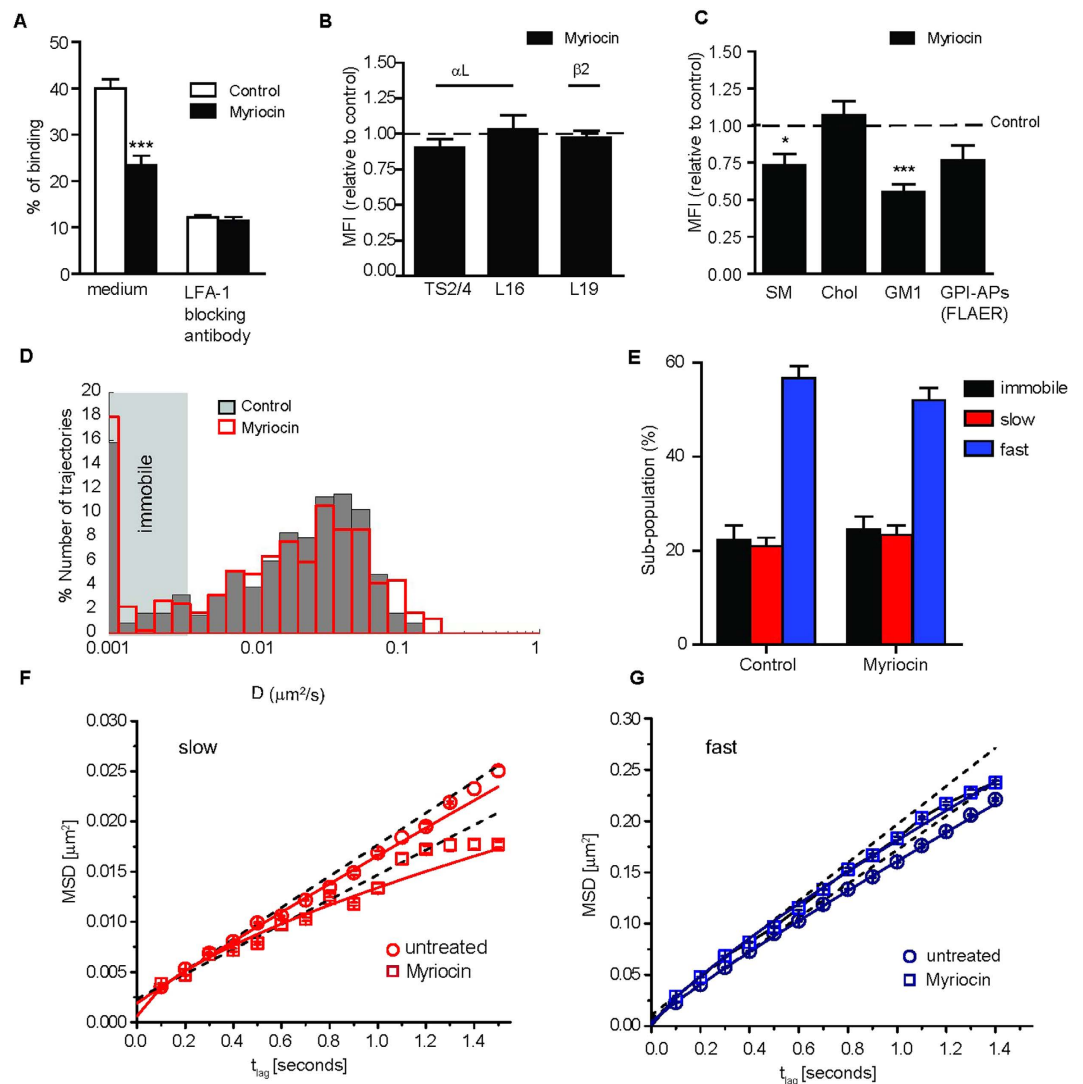 A
% of binding
50
40
30
20
10
0
Control
Myriocin
***
medium
LFA-1
blocking
antibody
B
Myriocin
MFI (relative to control)
1.50
1.25
1.00
0.75
0.50
0.25
0.00
αL
β2
TS2/4
L16
L19
C
Myriocin
MFI (relative to control)
1.50
1.25
1.00
0.75
0.50
0.25
0.00
Control
*
***
SM
Chol
GM1
GPI-APs
(FLAER)
D
% Number of trajectories
20
18
16
14
12
10
8
6
4
2
0
immobile
Control
Myriocin
0.001
0.01
0.1
1
D (μm²/s)
E
Sub-population (%)
60
40
20
0
immobile
slow
fast
Control
Myriocin
F
MSD [μm²]
0.030
0.025
0.020
0.015
0.010
0.005
0.000
slow
untreated
Myriocin
0.0 0.2 0.4 0.6 0.8 1.0 1.2 1.4
tlag [seconds]
G
MSD [μm²]
0.30
0.25
0.20
0.15
0.10
0.05
0.00
fast
untreated
Myriocin
0.0 0.2 0.4 0.6 0.8 1.0 1.2 1.4
tlag [seconds]